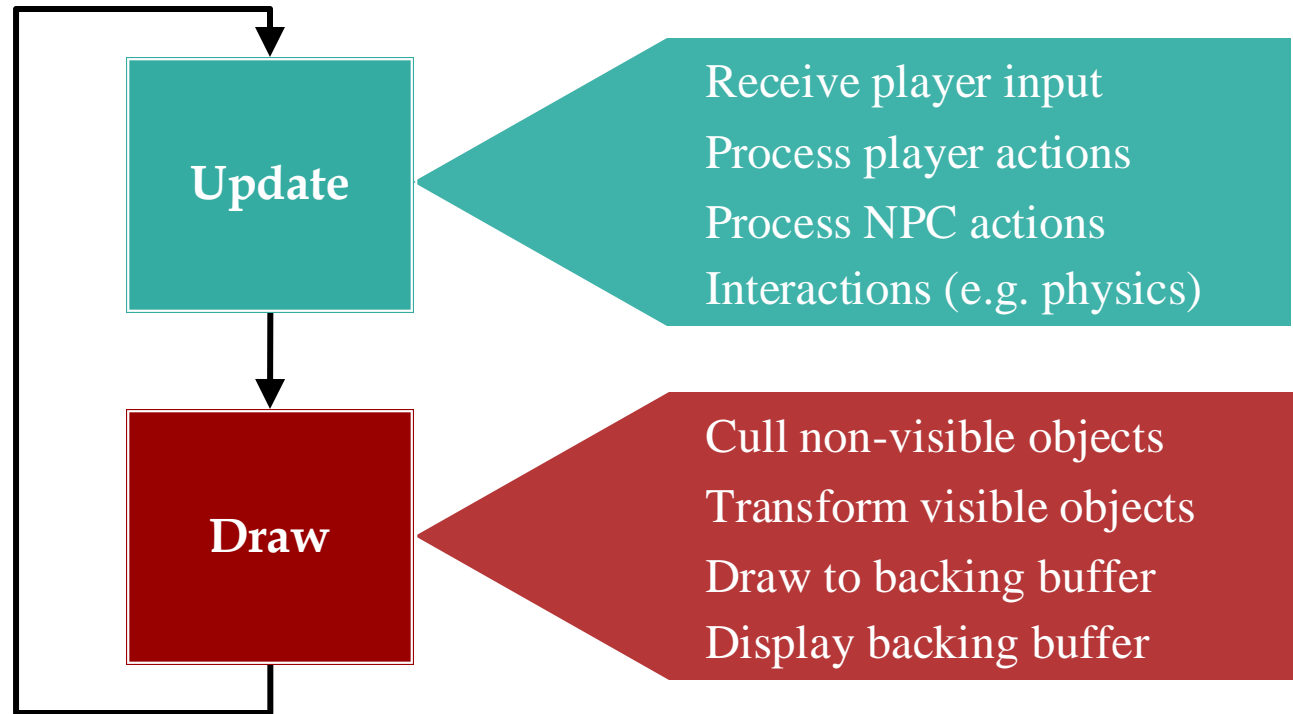 Update
Receive player input
Process player actions
Process NPC actions
Interactions (e.g. physics)
Draw
Cull non-visible objects
Transform visible objects
Draw to backing buffer
Display backing buffer